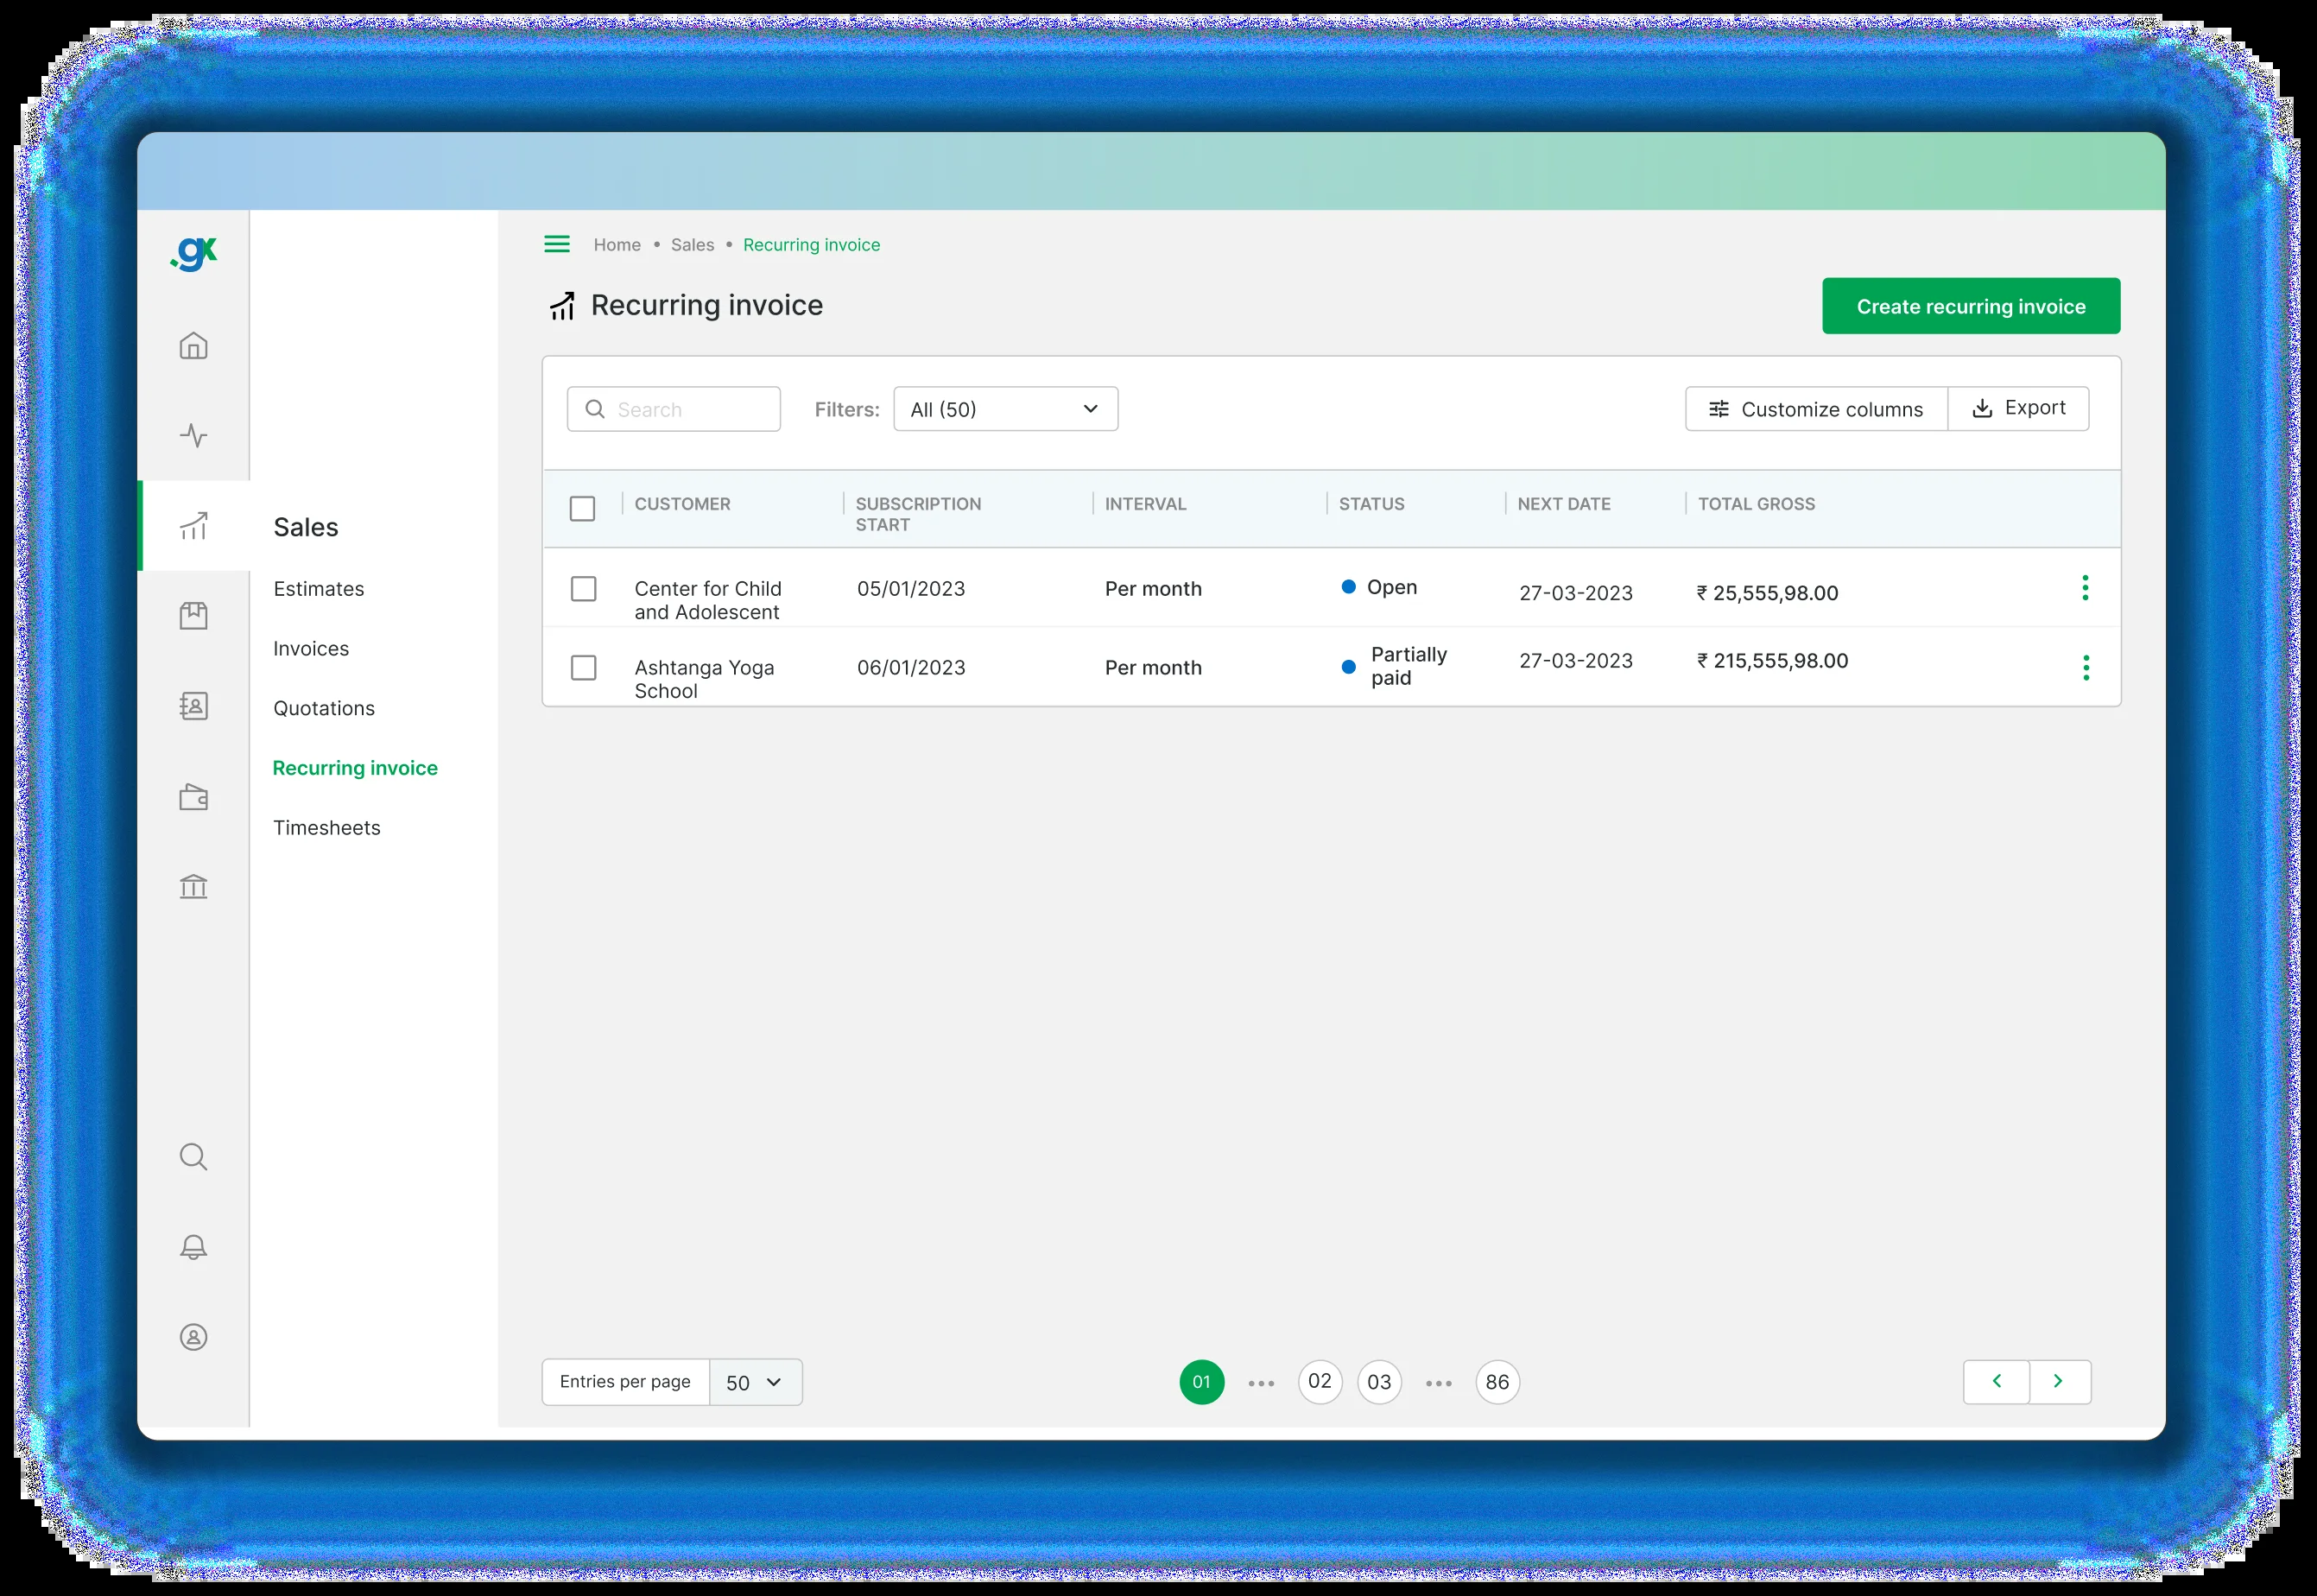 .gx
Home • Sales • Recurring invoice
Recurring invoice
Create recurring invoice
Search
Filters:
All (50)
Customize columns
Export
CUSTOMER
SUBSCRIPTION
START
INTERVAL
STATUS
NEXT DATE
TOTAL GROSS
Center for Child
and Adolescent
05/01/2023
Per month
Open
27-03-2023
₹ 25,555,98.00
Ashtanga Yoga
School
06/01/2023
Per month
Partially
paid
27-03-2023
₹ 215,555,98.00
Sales
Estimates
Invoices
Quotations
Recurring invoice
Timesheets
Entries per page
50
01 ••• 02 03 ••• 86